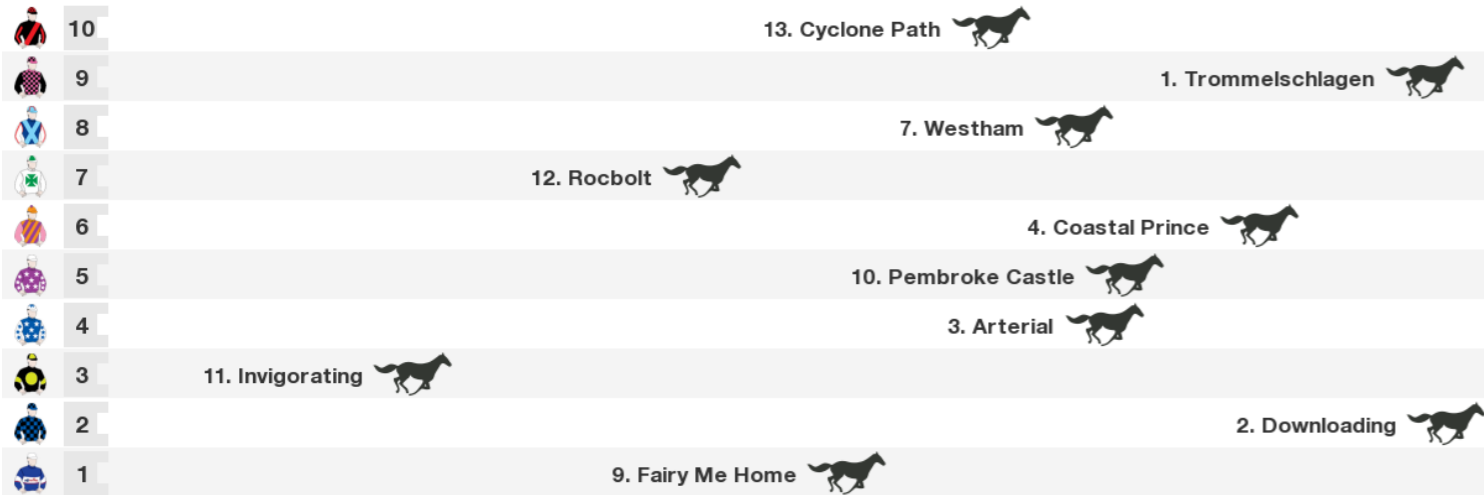 10 13. Cyclone Path
9 1. Trommelschlagen
8 7. Westham
7 12. Rocbolt
6 4. Coastal Prince
5 10. Pembroke Castle
4 3. Arterial
3 11. Invigorating
2 2. Downloading
1 9. Fairy Me Home